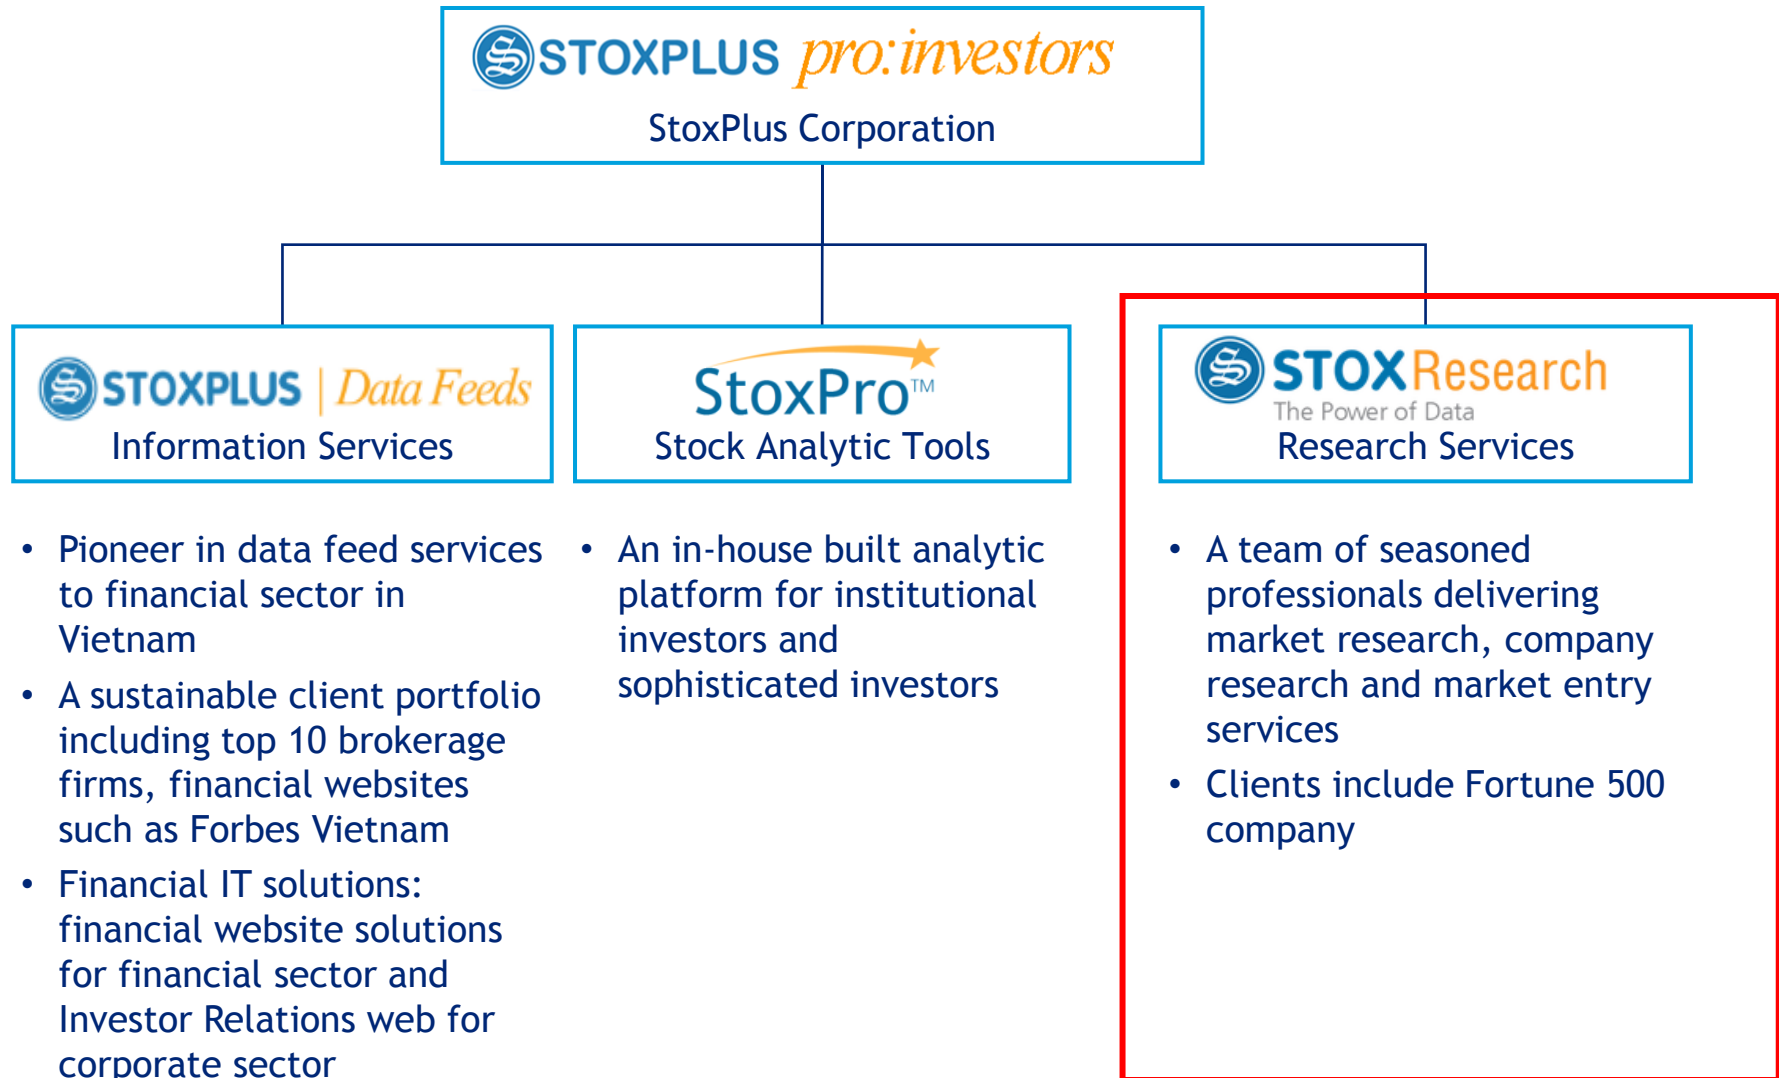 STOXPLUS pro:investors
StoxPlus Corporation
STOXPLUS | Data Feeds
Information Services
StoxPro™
Stock Analytic Tools
STOXResearch
The Power of Data
Research Services
• Pioneer in data feed services
to financial sector in
Vietnam
• A sustainable client portfolio
including top 10 brokerage
firms, financial websites
such as Forbes Vietnam
• Financial IT solutions:
financial website solutions
for financial sector and
Investor Relations web for
corporate sector
• An in-house built analytic
platform for institutional
investors and
sophisticated investors
• A team of seasoned
professionals delivering
market research, company
research and market entry
services
• Clients include Fortune 500
company